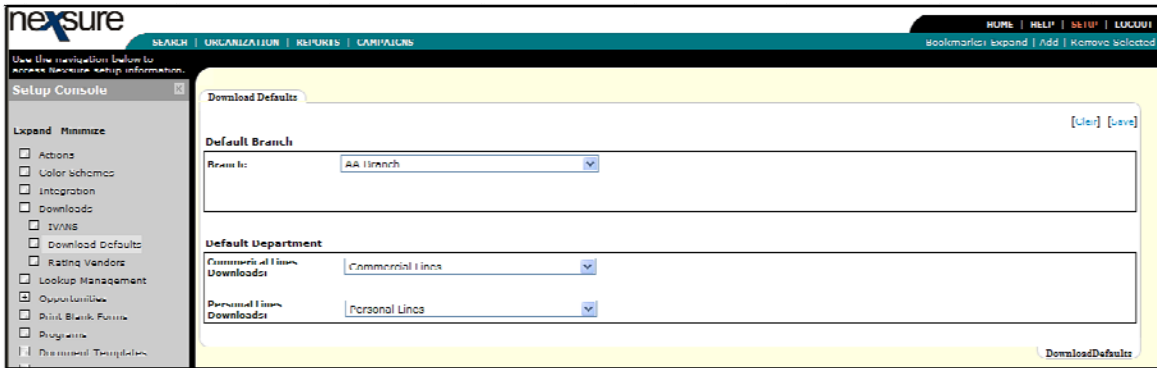 nexsure
HOME | HELP | SETUP | LOGOUT
SEARCH | ORGANIZATION | REPORTS | CAMPAIGNS
Bookmarks: Expand | Add | Remove Selected
Use the navigation below to
access Nexsure setup information.
Setup Console
Expand Minimize
Actions
Color Schemes
Integration
Downloads
IVANS
Download Defaults
Rating Vendors
Lookup Management
Opportunities
Print Blank Forms
Programs
Document Templates
Download Defaults
[Clear] [Save]
Default Branch
Branch:
AA Branch
Default Department
Commerical Lines
Downloads:
Commercial Lines
Personal Lines
Downloads:
Personal Lines
DownloadDefaults